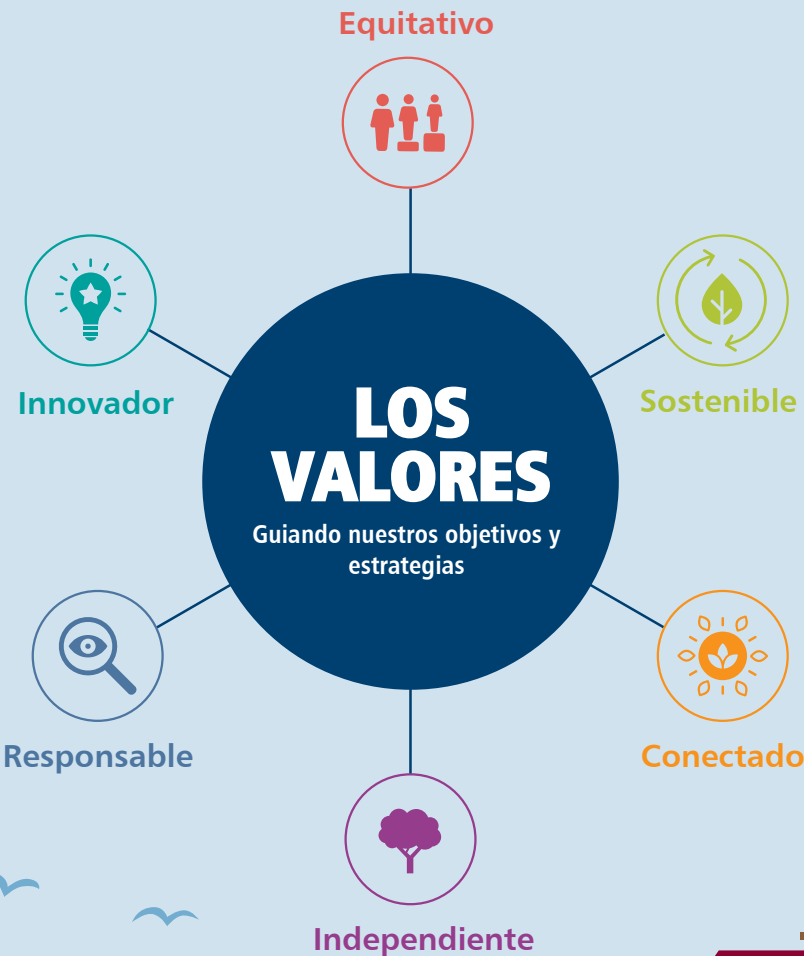 Equitativo
Innovador
Sostenible
LOS
VALORES
Guiando nuestros objetivos y
estrategias
Responsable
Conectado
Independiente